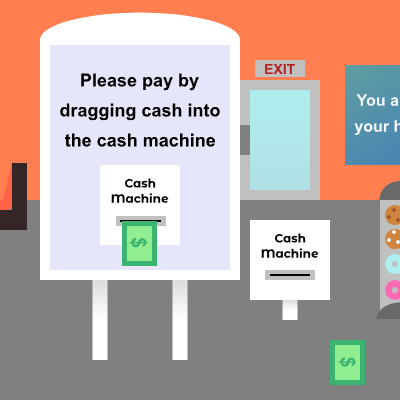 EXIT
Please pay by
dragging cash into
the cash machine
Cash
Machine
$
You a
your h
Cash
Machine
$